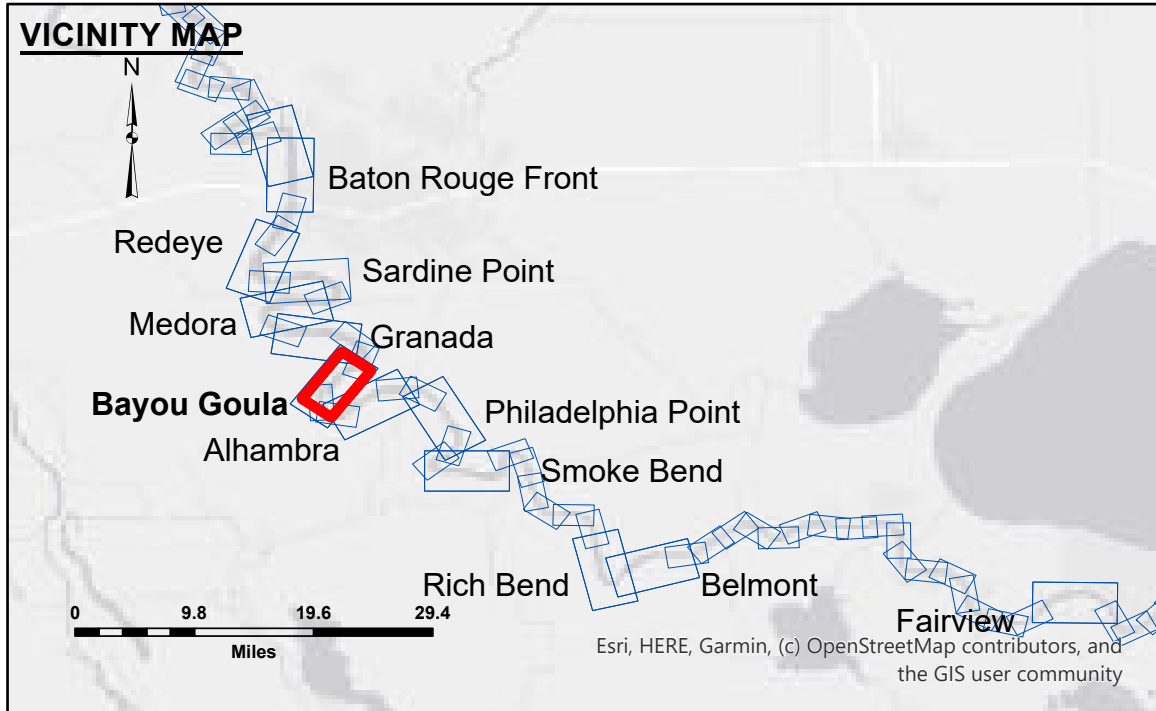 VICINITY MAP
N
Baton Rouge Front
Redeye
Sardine Point
Medora
Granada
Bayou Goula
Philadelphia Point
Alhambra
Smoke Bend
Rich Bend
Belmont
Fairview
0 9.8 19.6 29.4
Miles
Esri, HERE, Garmin, (c) OpenStreetMap contributors, and
the GIS user community